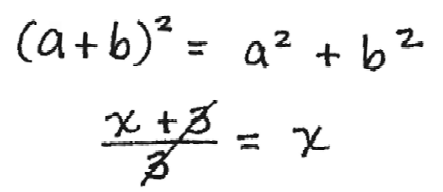 (a+b)² = a² + b²
x + 3 / 3 = x